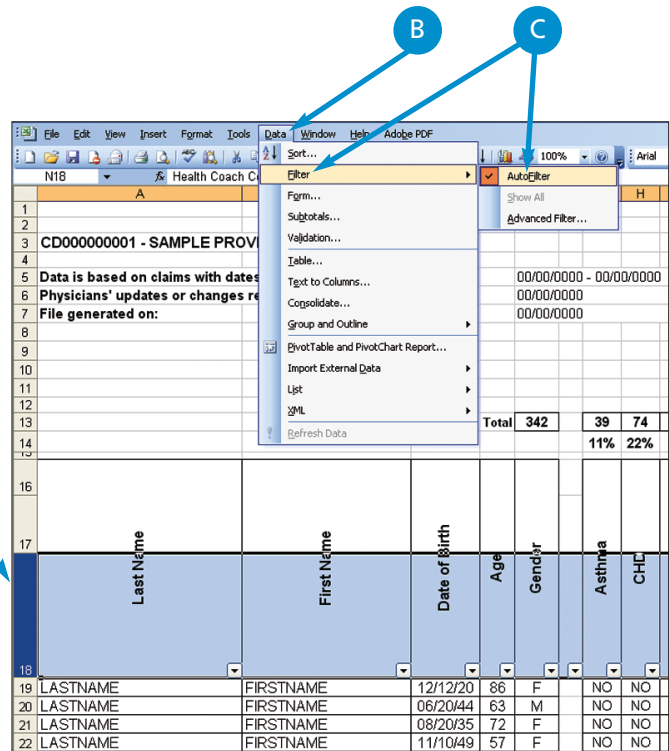 B C
File Edit View Insert Format Tools Data Window Help Adobe PDF
100% Arial
N18 fx Health Coach
A H
Sort...
Filter
Form...
Subtotals...
Validation...
Table...
Text to Columns...
Consolidate...
Group and Outline
PivotTable and PivotChart Report...
Import External Data
List
XML
Refresh Data
AutoFilter
Show All
Advanced Filter...
1
2
3 CD000000001 - SAMPLE PROV
4
5 Data is based on claims with dates 00/00/0000 - 00/00/0000
6 Physicians' updates or changes re 00/00/0000
7 File generated on: 00/00/0000
8
9
10
11
12
13 Total 342 39 74
14 11% 22%
15
16
17
18 Last Name First Name Date of Birth Age Gender Asthma CHD
19 LASTNAME FIRSTNAME 12/12/20 86 F NO NO
20 LASTNAME FIRSTNAME 06/20/44 63 M NO NO
21 LASTNAME FIRSTNAME 08/20/35 72 F NO NO
22 LASTNAME FIRSTNAME 11/10/49 57 F NO NO